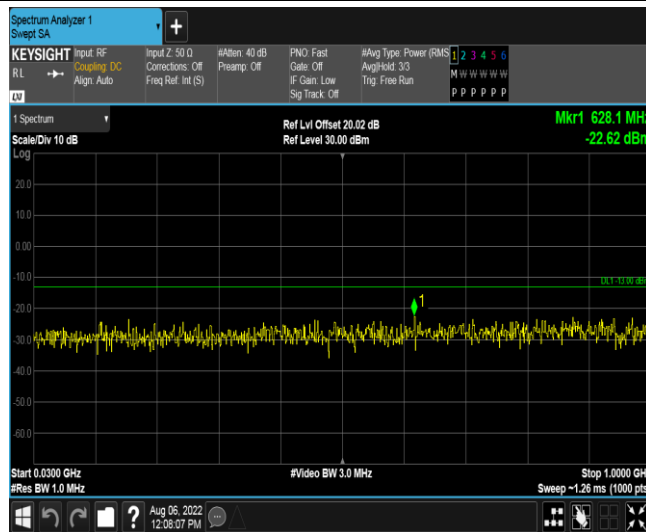 Spectrum Analyzer 1
Swept SA
+
KEYSIGHT
RL
LXI
Input: RF
Coupling: DC
Align: Auto
Input Z: 50 Ω
Corrections: Off
Freq Ref: Int (S)
#Atten: 40 dB
Preamp: Off
PNO: Fast
Gate: Off
IF Gain: Low
Sig Track: Off
#Avg Type: Power (RMS
Avg|Hold: 3/3
Trig: Free Run
1 2 3 4 5 6
M W W W W W
P P P P P P
1 Spectrum
Scale/Div 10 dB
Log
Ref Lvl Offset 20.02 dB
Ref Level 30.00 dBm
Mkr1 628.1 MHz
-22.62 dBm
20.0
10.0
0.00
-10.0
DL1 -13.00 dBm
1
-20.0
-30.0
-40.0
-50.0
-60.0
Start 0.0300 GHz
#Res BW 1.0 MHz
#Video BW 3.0 MHz
Stop 1.0000 GH
Sweep ~1.26 ms (1000 pts
?
Aug 06, 2022
12:08:07 PM